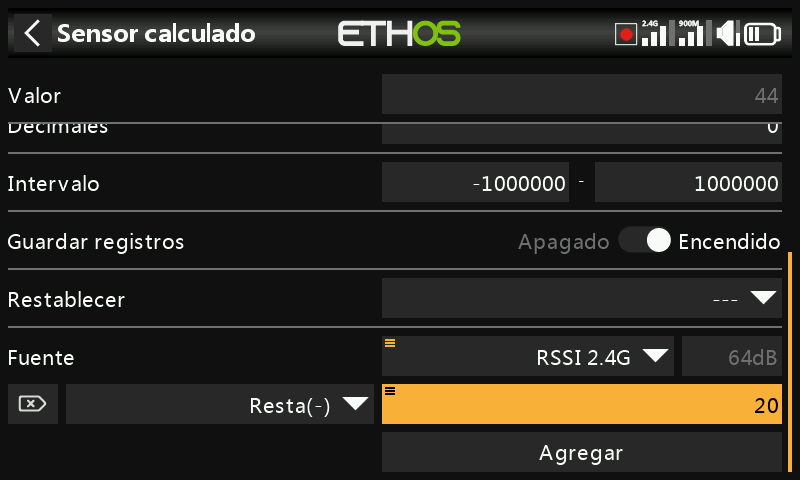 Sensor calculado ETHOS 2.4G 900M
Valor 44
Decimales 0
Intervalo -1000000 - 1000000
Guardar registros Apagado Encendido
Restablecer ---
Fuente RSSI 2.4G 64dB
Resta(-) 20
Agregar